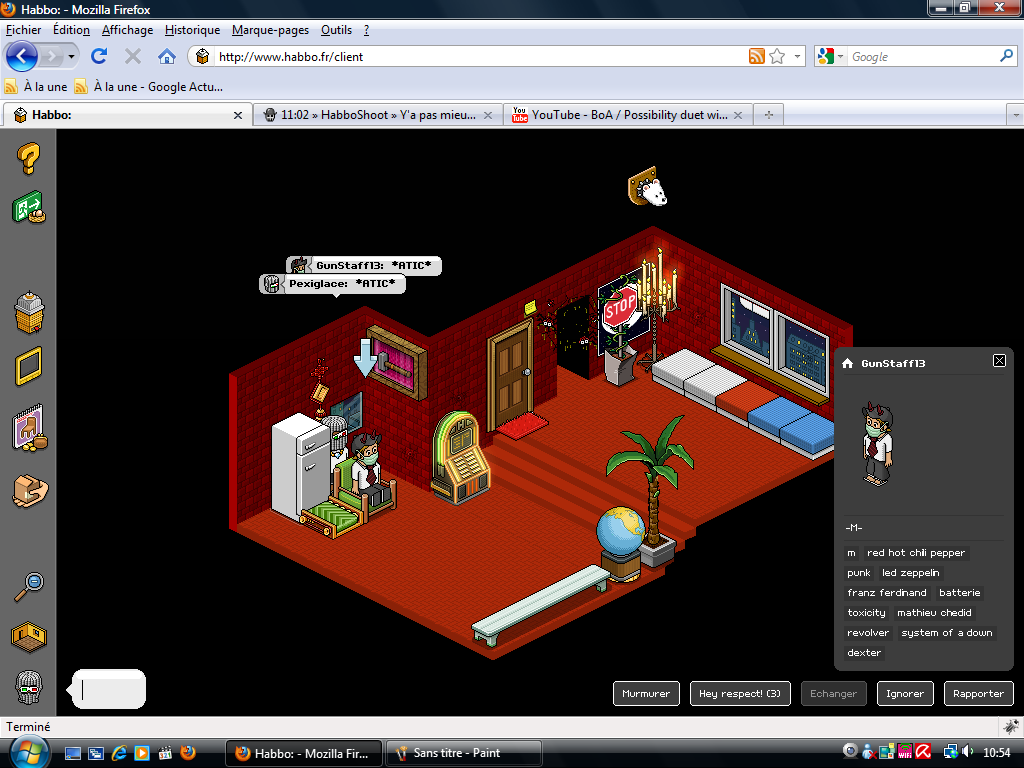 Habbo: - Mozilla Firefox
Fichier Édition Affichage Historique Marque-pages Outils ?
http://www.habbo.fr/client
Google
À la une À la une - Google Actu...
Habbo:
11:02 » HabboShoot » Y'a pas mieu...
You Tube
YouTube - BoA / Possibility duet wi...
GunStaff13: *ATIC*
Pexiglace: *ATIC*
STOP
GunStaff13
-M-
m red hot chili pepper
punk led zeppelin
franz ferdinand batterie
toxicity mathieu chedid
revolver system of a down
dexter
Murmurer Hey respect! (3) Echanger Ignorer Rapporter
Terminé
Habbo: - Mozilla Fir... Sans titre - Paint
WiFi
10:54